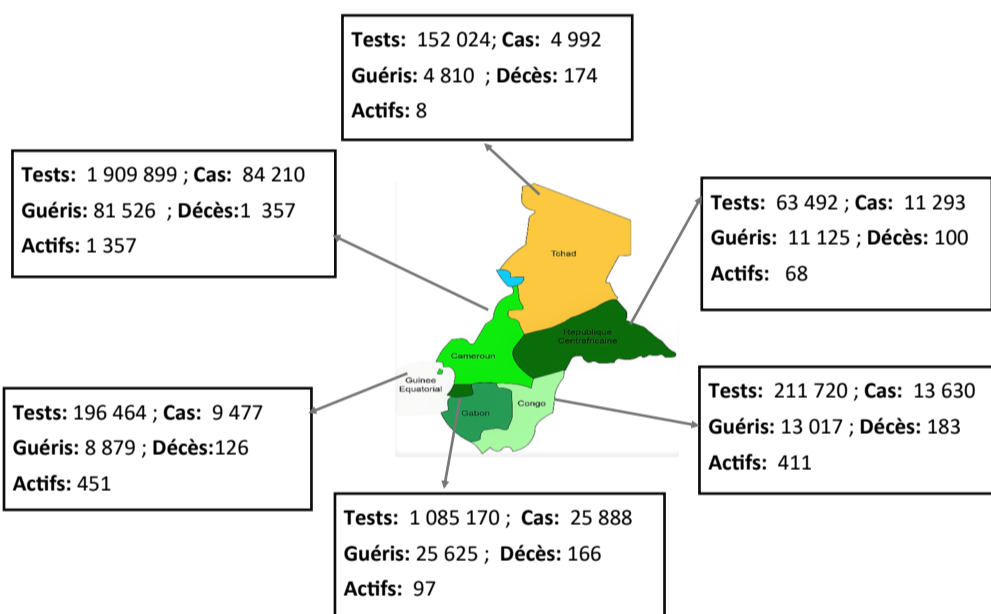 Tests: 152 024; Cas: 4 992
Guéris: 4 810 ; Décès: 174
Actifs: 8
Tests: 1 909 899 ; Cas: 84 210
Guéris: 81 526 ; Décès:1 357
Actifs: 1 357
Tests: 63 492 ; Cas: 11 293
Guéris: 11 125 ; Décès: 100
Actifs: 68
Tchad
Republique
Centrafricaine
Cameroun
Guinee
Equatorial
Gabon
Congo
Tests: 196 464 ; Cas: 9 477
Guéris: 8 879 ; Décès:126
Actifs: 451
Tests: 211 720 ; Cas: 13 630
Guéris: 13 017 ; Décès: 183
Actifs: 411
Tests: 1 085 170 ; Cas: 25 888
Guéris: 25 625 ; Décès: 166
Actifs: 97